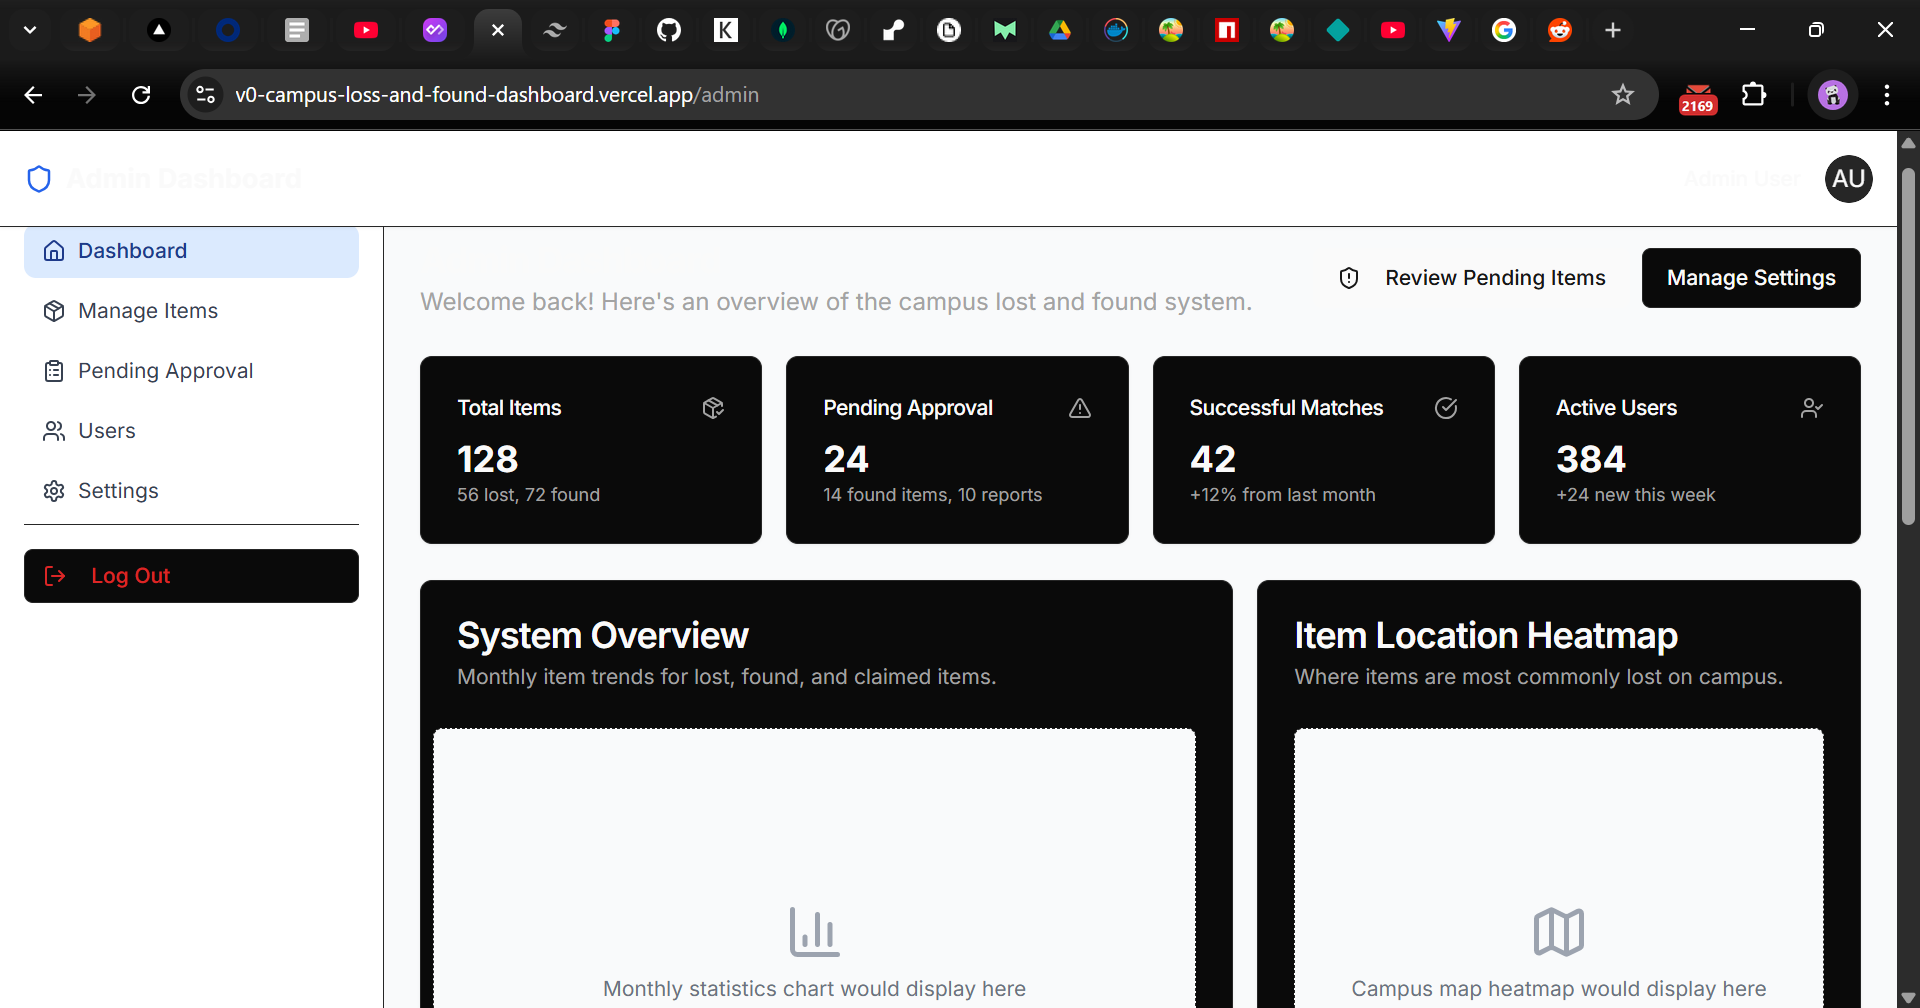 v0-campus-loss-and-found-dashboard.vercel.app/admin
2169
Admin Dashboard
Admin User
AU
Dashboard
Manage Items
Pending Approval
Users
Settings
Log Out
Welcome back! Here's an overview of the campus lost and found system.
Review Pending Items
Manage Settings
Total Items
128
56 lost, 72 found
Pending Approval
24
14 found items, 10 reports
Successful Matches
42
+12% from last month
Active Users
384
+24 new this week
System Overview
Monthly item trends for lost, found, and claimed items.
Monthly statistics chart would display here
Item Location Heatmap
Where items are most commonly lost on campus.
Campus map heatmap would display here